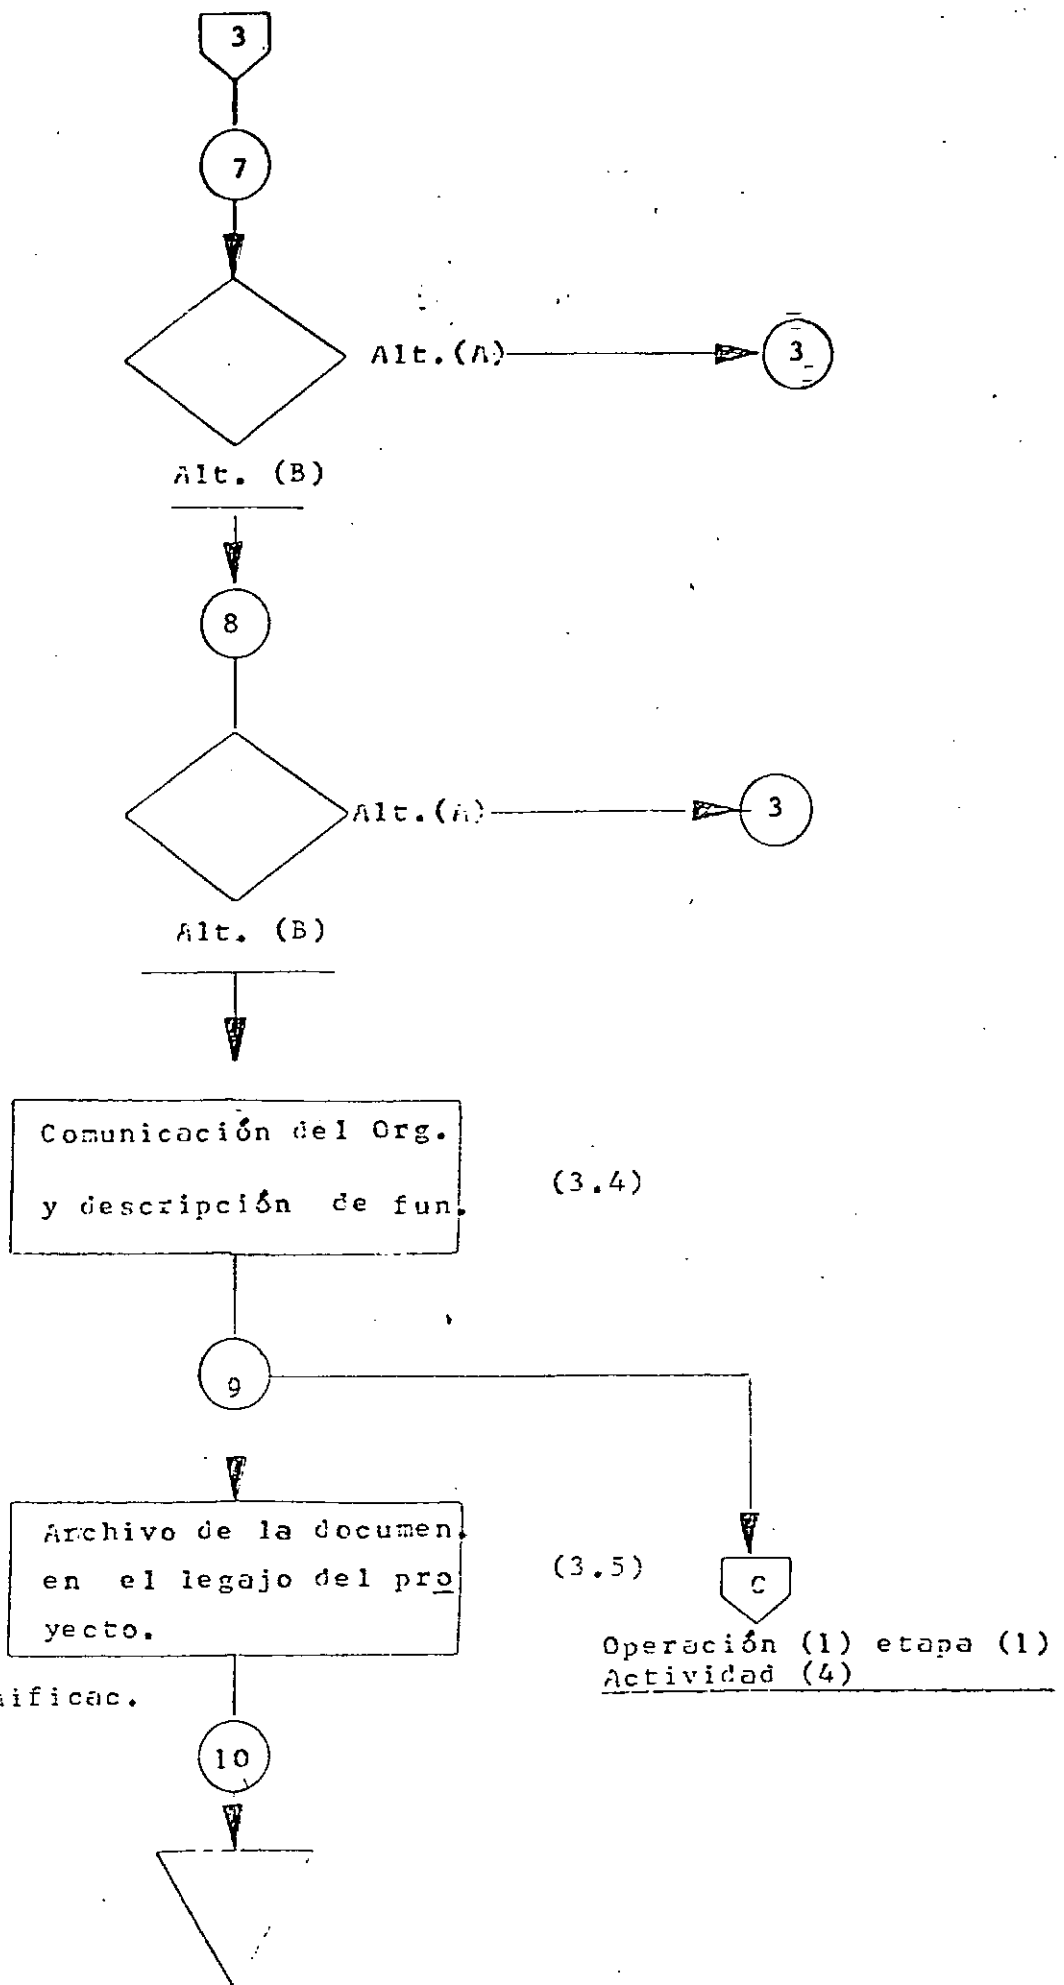 3
7
Alt.(A)
3
Alt. (B)
8
Alt.(A)
3
Alt. (B)
Comunicación del Org.
y descripción de fun.
(3.4)
9
Archivo de la documen.
en el legajo del pro
yecto.
(3.5)
C
Operación (1) etapa (1)
Actividad (4)
10